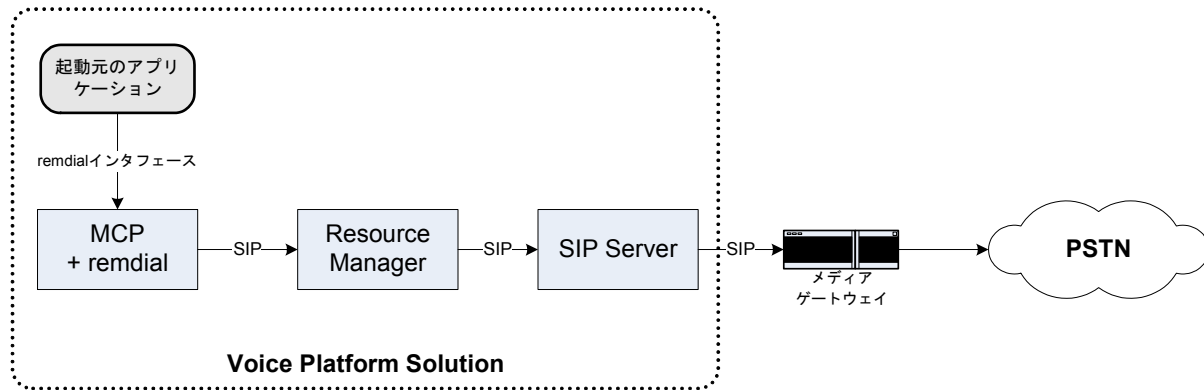 起動元のアプリ
ケーション
remdialインタフェース
MCP
+ remdial
SIP
Resource
Manager
SIP
SIP Server
SIP
メディア
ゲートウェイ
PSTN
Voice Platform Solution